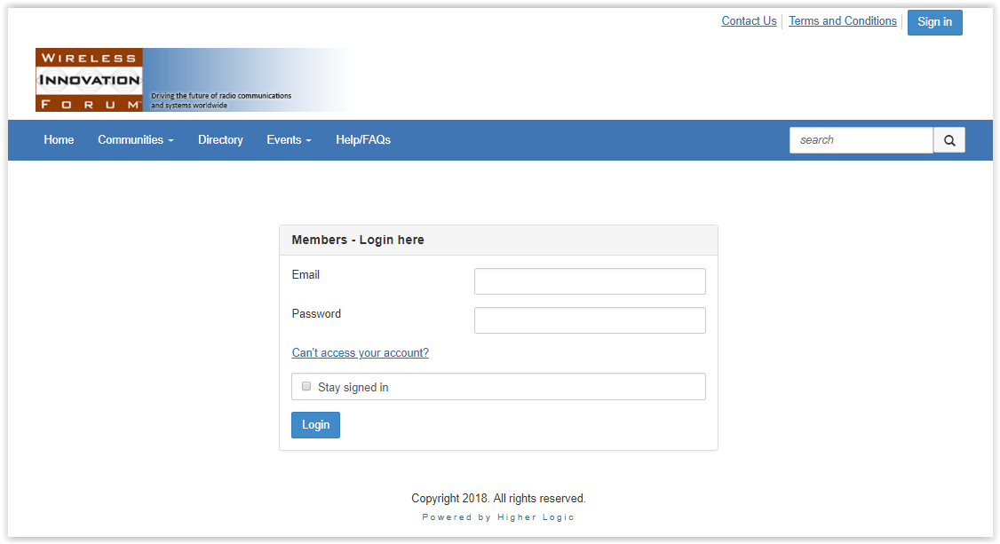 Contact Us Terms and Conditions Sign in
WIRELESS
INNOVATION
FORUM
Driving the future of radio communications
and systems worldwide
Home Communities Directory Events Help/FAQs search
Members - Login here
Email
Password
Can't access your account?
Stay signed in
Login
Copyright 2018. All rights reserved.
Powered by Higher Logic